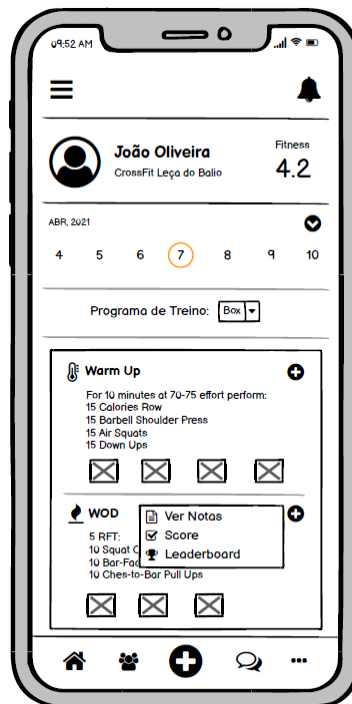 09:52 AM
João Oliveira
CrossFit Leça do Balio
Fitness
4.2
ABR, 2021
4 5 6 7 8 9 10
Programa de Treino: Box
Warm Up
For 10 minutes at 70-75 effort perform:
15 Calories Row
15 Barbell Shoulder Press
15 Air Squats
15 Down Ups
WOD
Ver Notas
Score
Leaderboard
5 RFT:
10 Squat
10 Bar-Fac
10 Ches-to-Bar Pull Ups